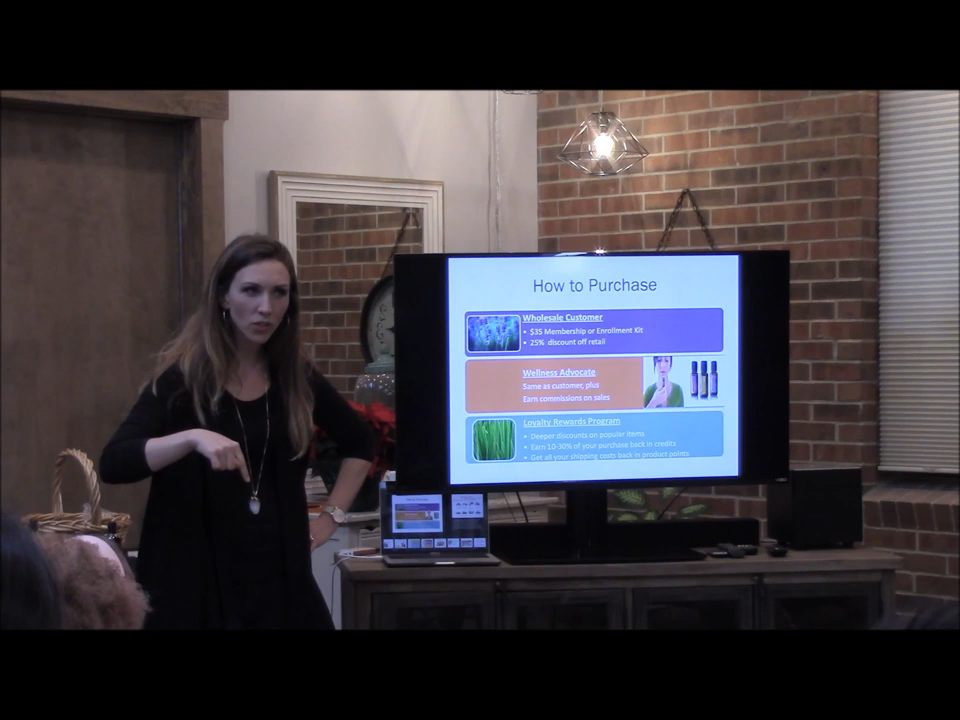 How to Purchase
Wholesale Customer
• $35 Membership or Enrollment Kit
• 25% discount off retail
Wellness Advocate
Same as customer, plus
Earn commissions on sales
Loyalty Rewards Program
• Deeper discounts on popular items
• Earn 10-30% of your purchase back in credits
• Get all your shipping costs back in product points